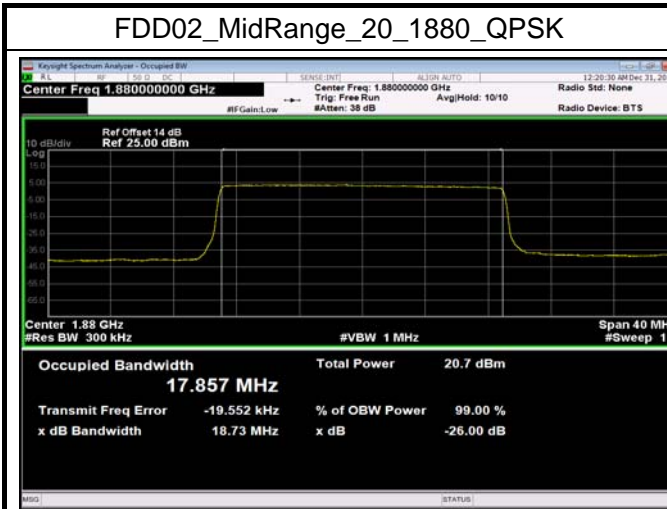 FDD02_MidRange_20_1880_QPSK
Keysight Spectrum Analyzer - Occupied BW
RL RF 50 Ω DC SENSE:INT ALIGN AUTO 12:20:30 AM Dec 31, 20
Center Freq 1.880000000 GHz
Center Freq: 1.880000000 GHz
Radio Std: None
Trig: Free Run Avg|Hold: 10/10
#IFGain:Low #Atten: 38 dB Radio Device: BTS
Ref Offset 14 dB
10 dB/div Ref 25.00 dBm
Log
15.0
5.00
-5.00
-15.0
-25.0
-35.0
-45.0
-55.0
-65.0
Center 1.88 GHz Span 40 MH
#Res BW 300 kHz #VBW 1 MHz #Sweep 1
Occupied Bandwidth Total Power 20.7 dBm
17.857 MHz
Transmit Freq Error -19.552 kHz % of OBW Power 99.00 %
x dB Bandwidth 18.73 MHz x dB -26.00 dB
MSG STATUS